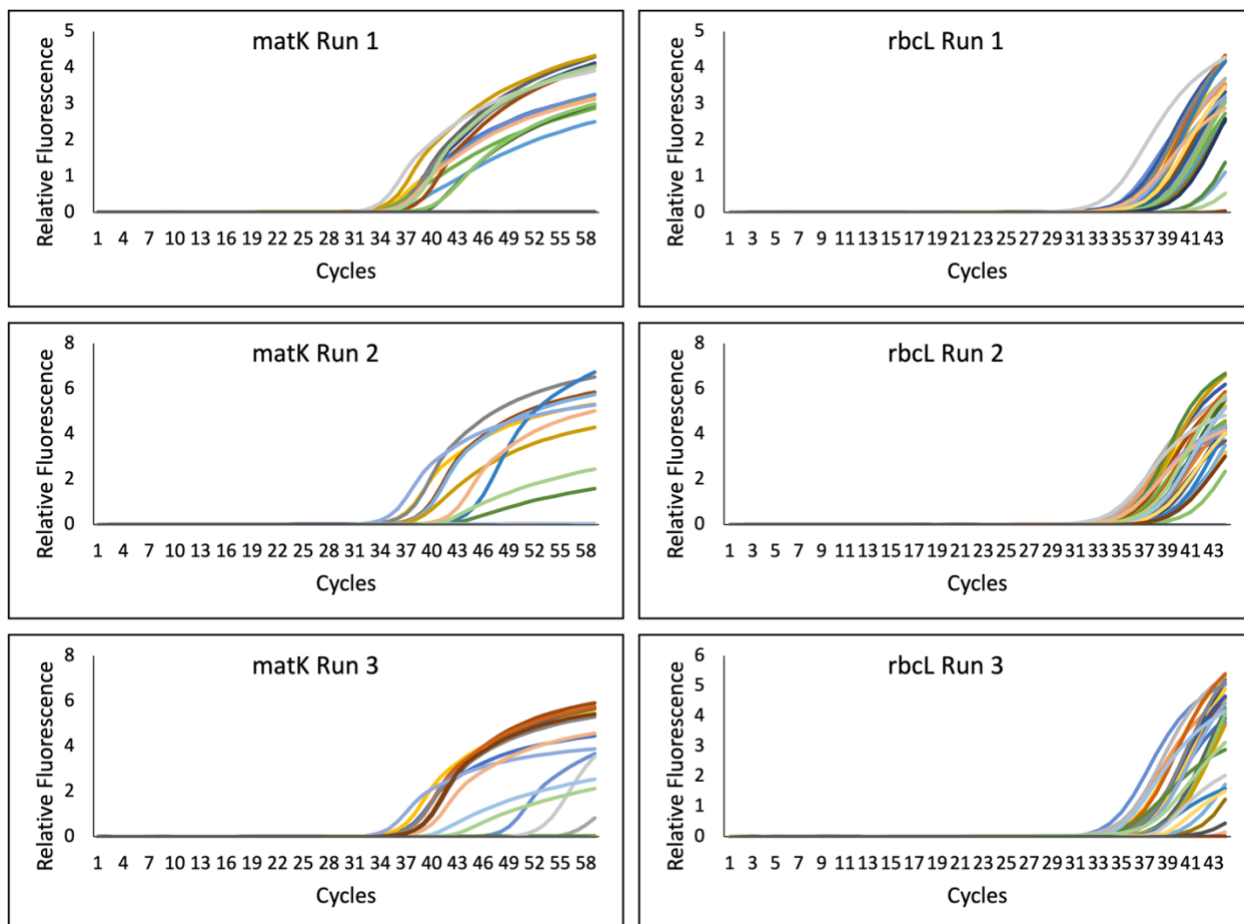 matK Run 1
Relative Fluorescence
5
4
3
2
1
0
1 4 7 10 13 16 19 22 25 28 31 34 37 40 43 46 49 52 55 58
Cycles
rbcL Run 1
Relative Fluorescence
5
4
3
2
1
0
1 3 5 7 9 11 13 15 17 19 21 23 25 27 29 31 33 35 37 39 41 43
Cycles
matK Run 2
Relative Fluorescence
8
6
4
2
0
1 4 7 10 13 16 19 22 25 28 31 34 37 40 43 46 49 52 55 58
Cycles
rbcL Run 2
Relative Fluorescence
8
6
4
2
0
1 3 5 7 9 11 13 15 17 19 21 23 25 27 29 31 33 35 37 39 41 43
Cycles
matK Run 3
Relative Fluorescence
8
6
4
2
0
1 4 7 10 13 16 19 22 25 28 31 34 37 40 43 46 49 52 55 58
Cycles
rbcL Run 3
Relative Fluorescence
6
5
4
3
2
1
0
1 3 5 7 9 11 13 15 17 19 21 23 25 27 29 31 33 35 37 39 41 43
Cycles